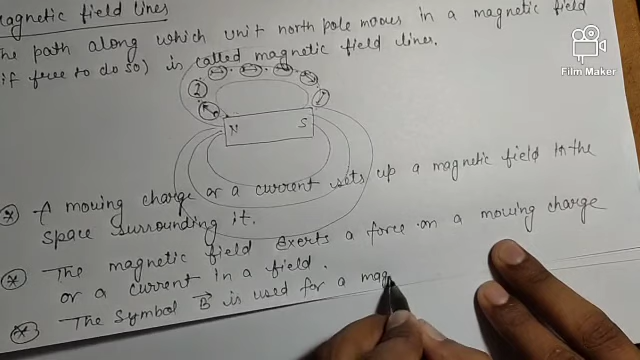 Magnetic field lines
The path along which unit north pole moves in a magnetic field
(if free to do so) is called magnetic field lines.
N S
* A moving charge or a current sets up a magnetic field in the
space surrounding it.
* The magnetic field exerts a force on a moving charge
or a current in a field.
* The symbol B⃗ is used for a mag
Film Maker